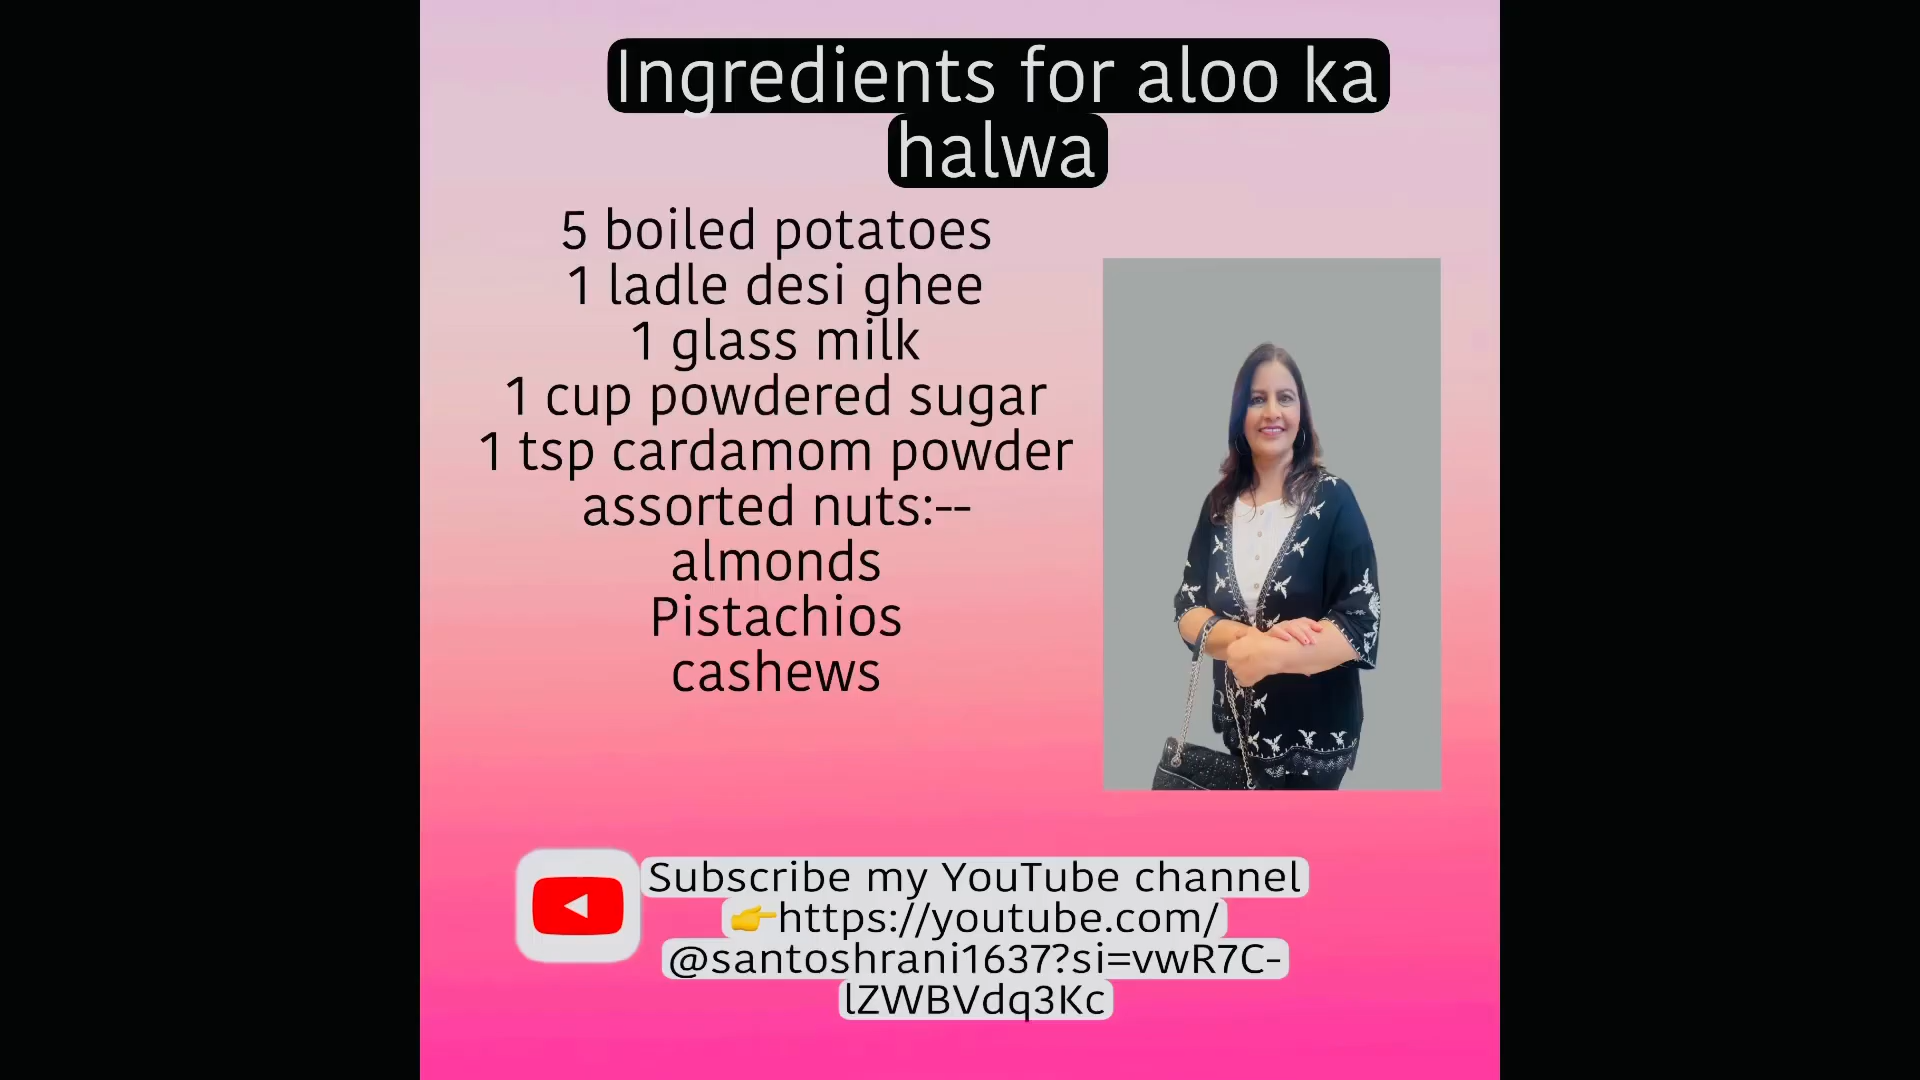 Ingredients for aloo ka
halwa
5 boiled potatoes
1 ladle desi ghee
1 glass milk
1 cup powdered sugar
1 tsp cardamom powder
assorted nuts:--
almonds
Pistachios
cashews
Subscribe my YouTube channel
👉https://youtube.com/
@santoshrani1637?si=vwR7C-
lZWBVdq3Kc